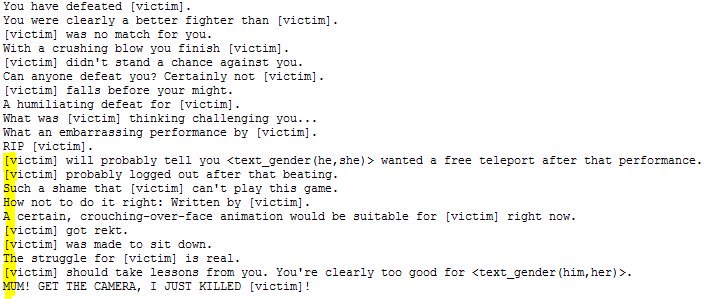 You have defeated [victim].
You were clearly a better fighter than [victim].
[victim] was no match for you.
With a crushing blow you finish [victim].
[victim] didn't stand a chance against you.
Can anyone defeat you? Certainly not [victim].
[victim] falls before your might.
A humiliating defeat for [victim].
What was [victim] thinking challenging you...
What an embarrassing performance by [victim].
RIP [victim].
[victim] will probably tell you <text_gender(he,she)> wanted a free teleport after that performance.
[victim] probably logged out after that beating.
Such a shame that [victim] can't play this game.
How not to do it right: Written by [victim].
A certain, crouching-over-face animation would be suitable for [victim] right now.
[victim] got rekt.
[victim] was made to sit down.
The struggle for [victim] is real.
[victim] should take lessons from you. You're clearly too good for <text_gender(him,her)>.
MUM! GET THE CAMERA, I JUST KILLED [victim]!